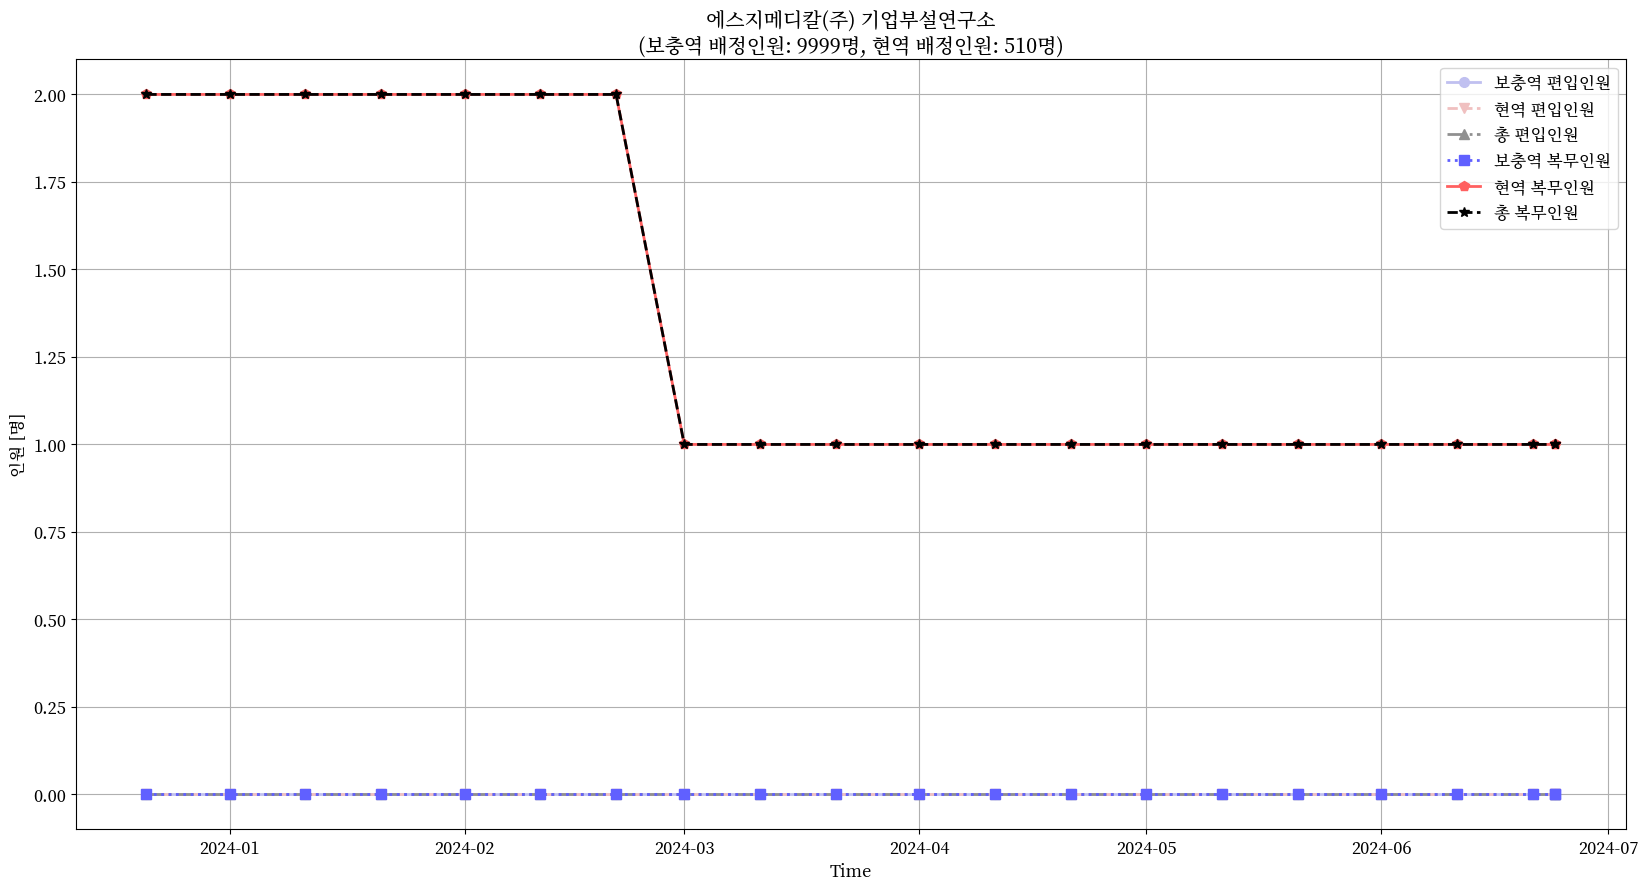 에스지메디칼(주) 기업부설연구소
(보충역 배정인원: 9999명, 현역 배정인원: 510명)
보충역 편입인원
현역 편입인원
총 편입인원
보충역 복무인원
현역 복무인원
총 복무인원
인원 [명]
2.00
1.75
1.50
1.25
1.00
0.75
0.50
0.25
0.00
2024-01 2024-02 2024-03 2024-04 2024-05 2024-06 2024-07
Time